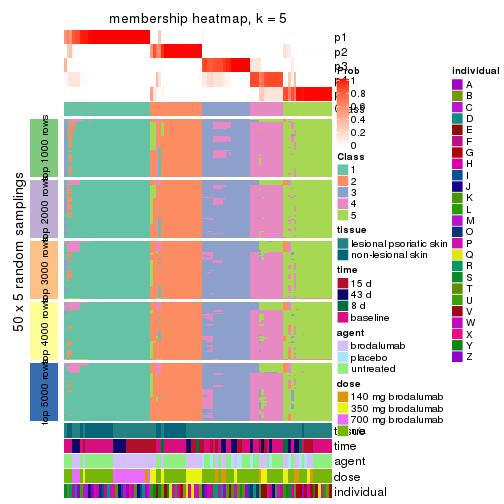 membership heatmap, k = 5
p1
p2
p3
Prob
1
0.8
0.6
0.4
0.2
0
Class
1
2
3
4
5
tissue
lesional psoriatic skin
non-lesional skin
time
15 d
43 d
8 d
baseline
agent
brodalumab
placebo
untreated
dose
140 mg brodalumab
350 mg brodalumab
700 mg brodalumab
n/a
individual
A
B
C
D
E
F
G
H
I
J
K
L
M
O
P
Q
R
S
T
U
V
W
X
Y
Z
50 x 5 random samplings
top 1000 rows
top 2000 rows
top 3000 rows
top 4000 rows
top 5000 rows
time
agent
dose
individual